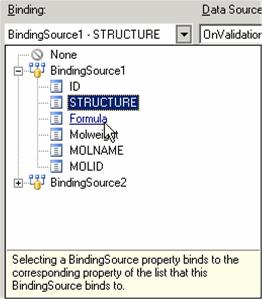 Binding: Data Source
BindingSource1 - STRUCTURE OnValidation
None
BindingSource1
ID
STRUCTURE
Formula
Molweight
MOLNAME
MOLID
BindingSource2
Selecting a BindingSource property binds to the
corresponding property of the list that this
BindingSource binds to.